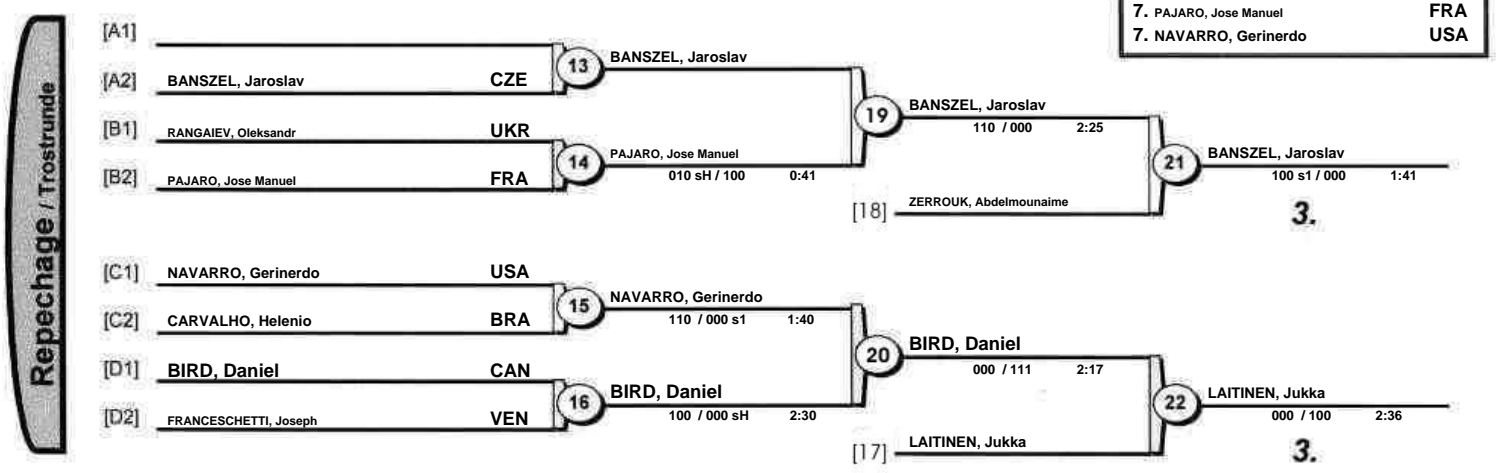 7. PAJARO, Jose Manuel FRA
7. NAVARRO, Gerinerdo USA
Repechage / Trostrunde
[A1]
[A2] BANSZEL, Jaroslav CZE
13 BANSZEL, Jaroslav
[B1] RANGAIEV, Oleksandr UKR
[B2] PAJARO, Jose Manuel FRA
14 PAJARO, Jose Manuel
010 sH / 100 0:41
19 BANSZEL, Jaroslav
110 / 000 2:25
[18] ZERROUK, Abdelmounaime
21 BANSZEL, Jaroslav
100 s1 / 000 1:41
3.
[C1] NAVARRO, Gerinerdo USA
[C2] CARVALHO, Helenio BRA
15 NAVARRO, Gerinerdo
110 / 000 s1 1:40
[D1] BIRD, Daniel CAN
[D2] FRANCESCHETTI, Joseph VEN
16 BIRD, Daniel
100 / 000 sH 2:30
20 BIRD, Daniel
000 / 111 2:17
[17] LAITINEN, Jukka
22 LAITINEN, Jukka
000 / 100 2:36
3.